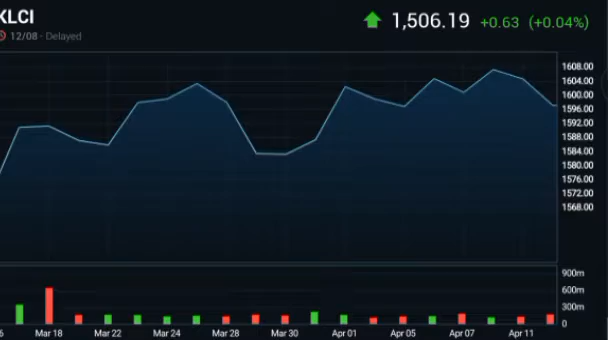 KLCI
1,506.19 +0.63 (+0.04%)
12/08 - Delayed
1608.00
1604.00
1600.00
1596.00
1592.00
1588.00
1584.00
1580.00
1576.00
1572.00
1568.00
900m
600m
300m
0
6 Mar 18 Mar 22 Mar 24 Mar 28 Mar 30 Apr 01 Apr 05 Apr 07 Apr 11